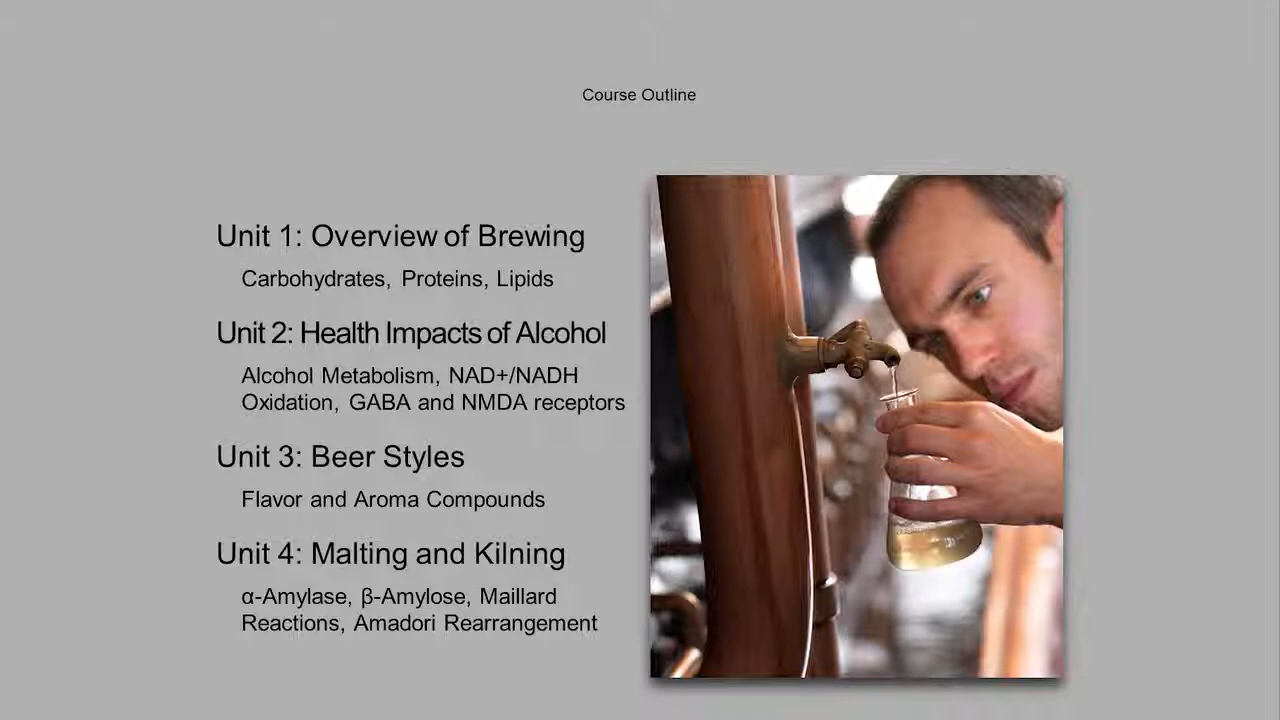 Course Outline
Unit 1: Overview of Brewing
Carbohydrates, Proteins, Lipids
Unit 2: Health Impacts of Alcohol
Alcohol Metabolism, NAD+/NADH
Oxidation, GABA and NMDA receptors
Unit 3: Beer Styles
Flavor and Aroma Compounds
Unit 4: Malting and Kilning
α-Amylase, β-Amylose, Maillard
Reactions, Amadori Rearrangement